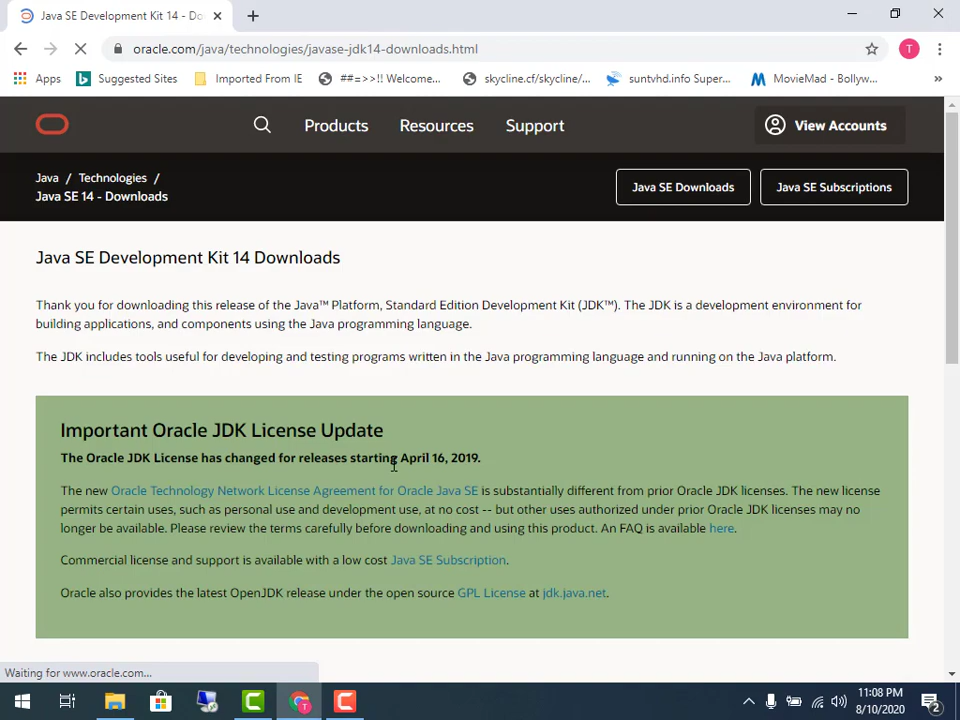 Java SE Development Kit 14 - Do
oracle.com/java/technologies/javase-jdk14-downloads.html
T
Apps
Suggested Sites
Imported From IE
##=>>!! Welcome...
skycline.cf/skycline/...
suntvhd.info Super...
MovieMad - Bollyw...
»
Products
Resources
Support
View Accounts
Java / Technologies /
Java SE 14 - Downloads
Java SE Downloads
Java SE Subscriptions
Java SE Development Kit 14 Downloads
Thank you for downloading this release of the Java™ Platform, Standard Edition Development Kit (JDK™). The JDK is a development environment for
building applications, and components using the Java programming language.
The JDK includes tools useful for developing and testing programs written in the Java programming language and running on the Java platform.
Important Oracle JDK License Update
The Oracle JDK License has changed for releases starting April 16, 2019.
The new Oracle Technology Network License Agreement for Oracle Java SE is substantially different from prior Oracle JDK licenses. The new license
permits certain uses, such as personal use and development use, at no cost -- but other uses authorized under prior Oracle JDK licenses may no
longer be available. Please review the terms carefully before downloading and using this product. An FAQ is available here.
Commercial license and support is available with a low cost Java SE Subscription.
Oracle also provides the latest OpenJDK release under the open source GPL License at jdk.java.net.
Waiting for www.oracle.com...
T
11:08 PM
8/10/2020
2